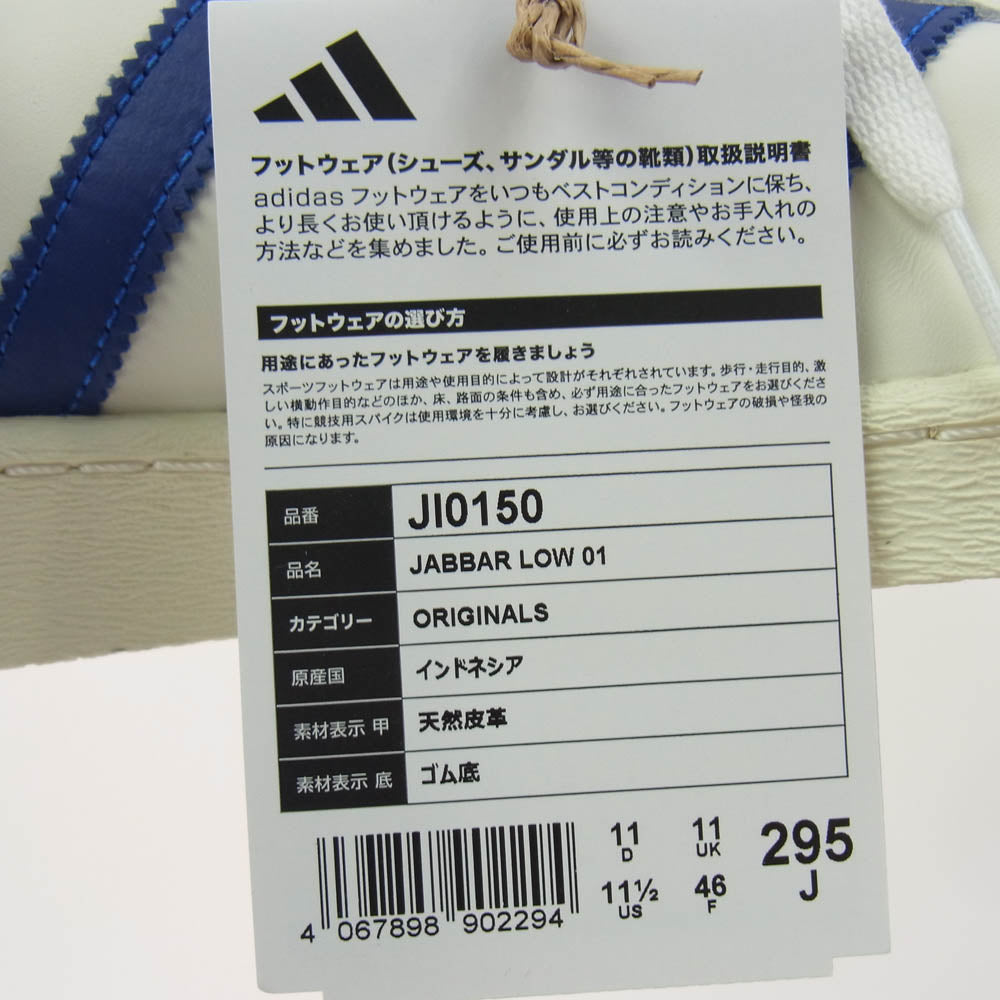 フットウェア(シューズ、サンダル等の靴類)取扱説明書
adidas フットウェアをいつもベストコンディションに保ち、
より長くお使い頂けるように、使用上の注意やお手入れの
方法などを集めました。ご使用前に必ずお読みください。
フットウェアの選び方
用途にあったフットウェアを履きましょう
スポーツフットウェアは用途や使用目的によって設計がそれぞれされています。歩行・走行目的、激
しい横動作目的などのほか、床、路面の条件も含め、必ず用途に合ったフットウェアをお選びくださ
い。特に競技用スパイクは使用環境を十分に考慮し、お選びください。フットウェアの破損や怪我の
原因になります。
品番 JI0150
品名 JABBAR LOW 01
カテゴリー ORIGINALS
原産国 インドネシア
素材表示 甲 天然皮革
素材表示 底 ゴム底
11 11 295
D UK J
11½ 46
US F
4 067898 902294